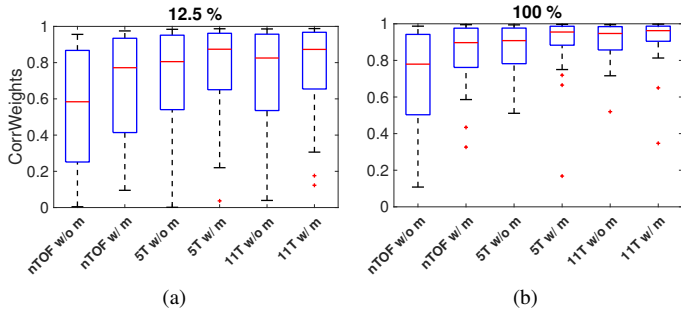 12.5 %
CorrWeights
1
0.8
0.6
0.4
0.2
0
nTOF w/o m
nTOF w/ m
5T w/o m
5T w/ m
11T w/o m
11T w/ m
(a)
100 %
1
0.8
0.6
0.4
0.2
0
nTOF w/o m
nTOF w/ m
5T w/o m
5T w/ m
11T w/o m
11T w/ m
(b)